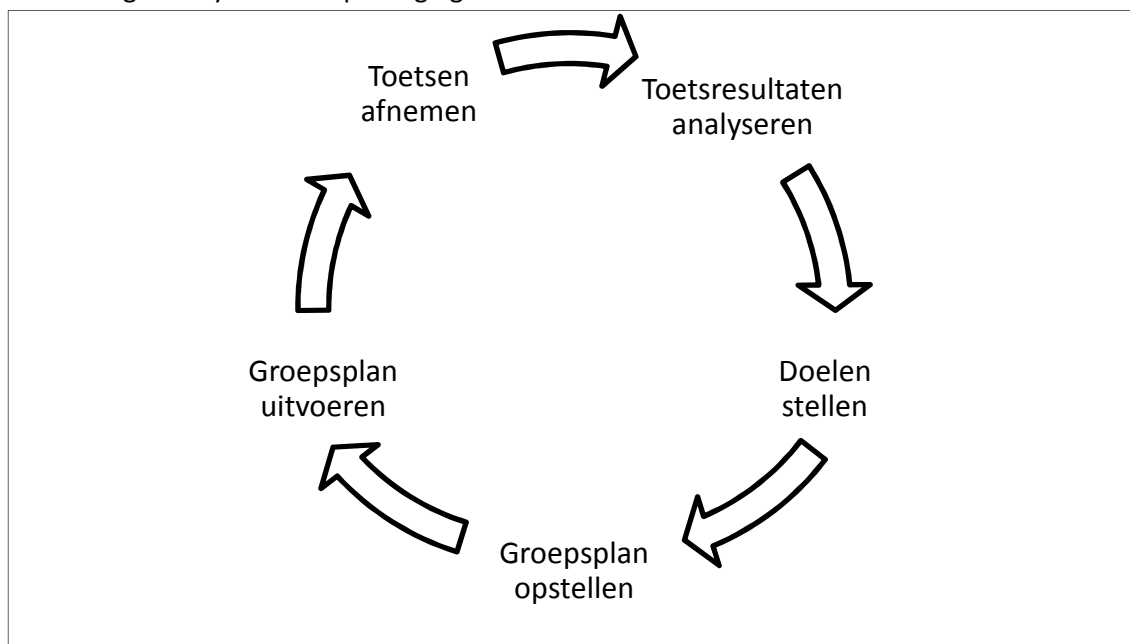 Toetsen
afnemen
Toetsresultaten
analyseren
Doelen
stellen
Groepsplan
opstellen
Groepsplan
uitvoeren